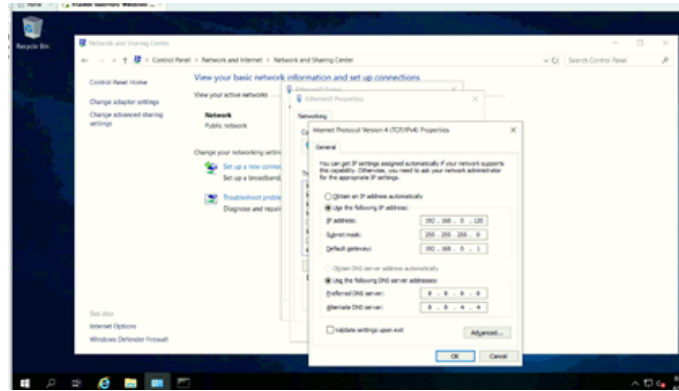 Home
Recycle Bin
Network and Sharing Center
Control Panel > Network and Internet > Network and Sharing Center
Search Control Panel
Control Panel Home
Change adapter settings
Change advanced sharing
settings
View your basic network information and set up connections
View your active networks
Network
Public network
Change your networking settin
Set up a new connec
Set up a broadband,
Troubleshoot proble
Diagnose and repair
See also
Internet Options
Windows Defender Firewall
Ethernet0 Status
Ethernet0 Properties
Networking
Internet Protocol Version 4 (TCP/IPv4) Properties
General
You can get IP settings assigned automatically if your network supports
this capability. Otherwise, you need to ask your network administrator
for the appropriate IP settings.
Obtain an IP address automatically
Use the following IP address:
IP address: 192 . 168 . 0 . 120
Subnet mask: 255 . 255 . 255 . 0
Default gateway: 192 . 168 . 0 . 1
Obtain DNS server address automatically
Use the following DNS server addresses:
Preferred DNS server: 8 . 8 . 8 . 8
Alternate DNS server: 8 . 8 . 4 . 4
Validate settings upon exit
Advanced...
OK
Cancel